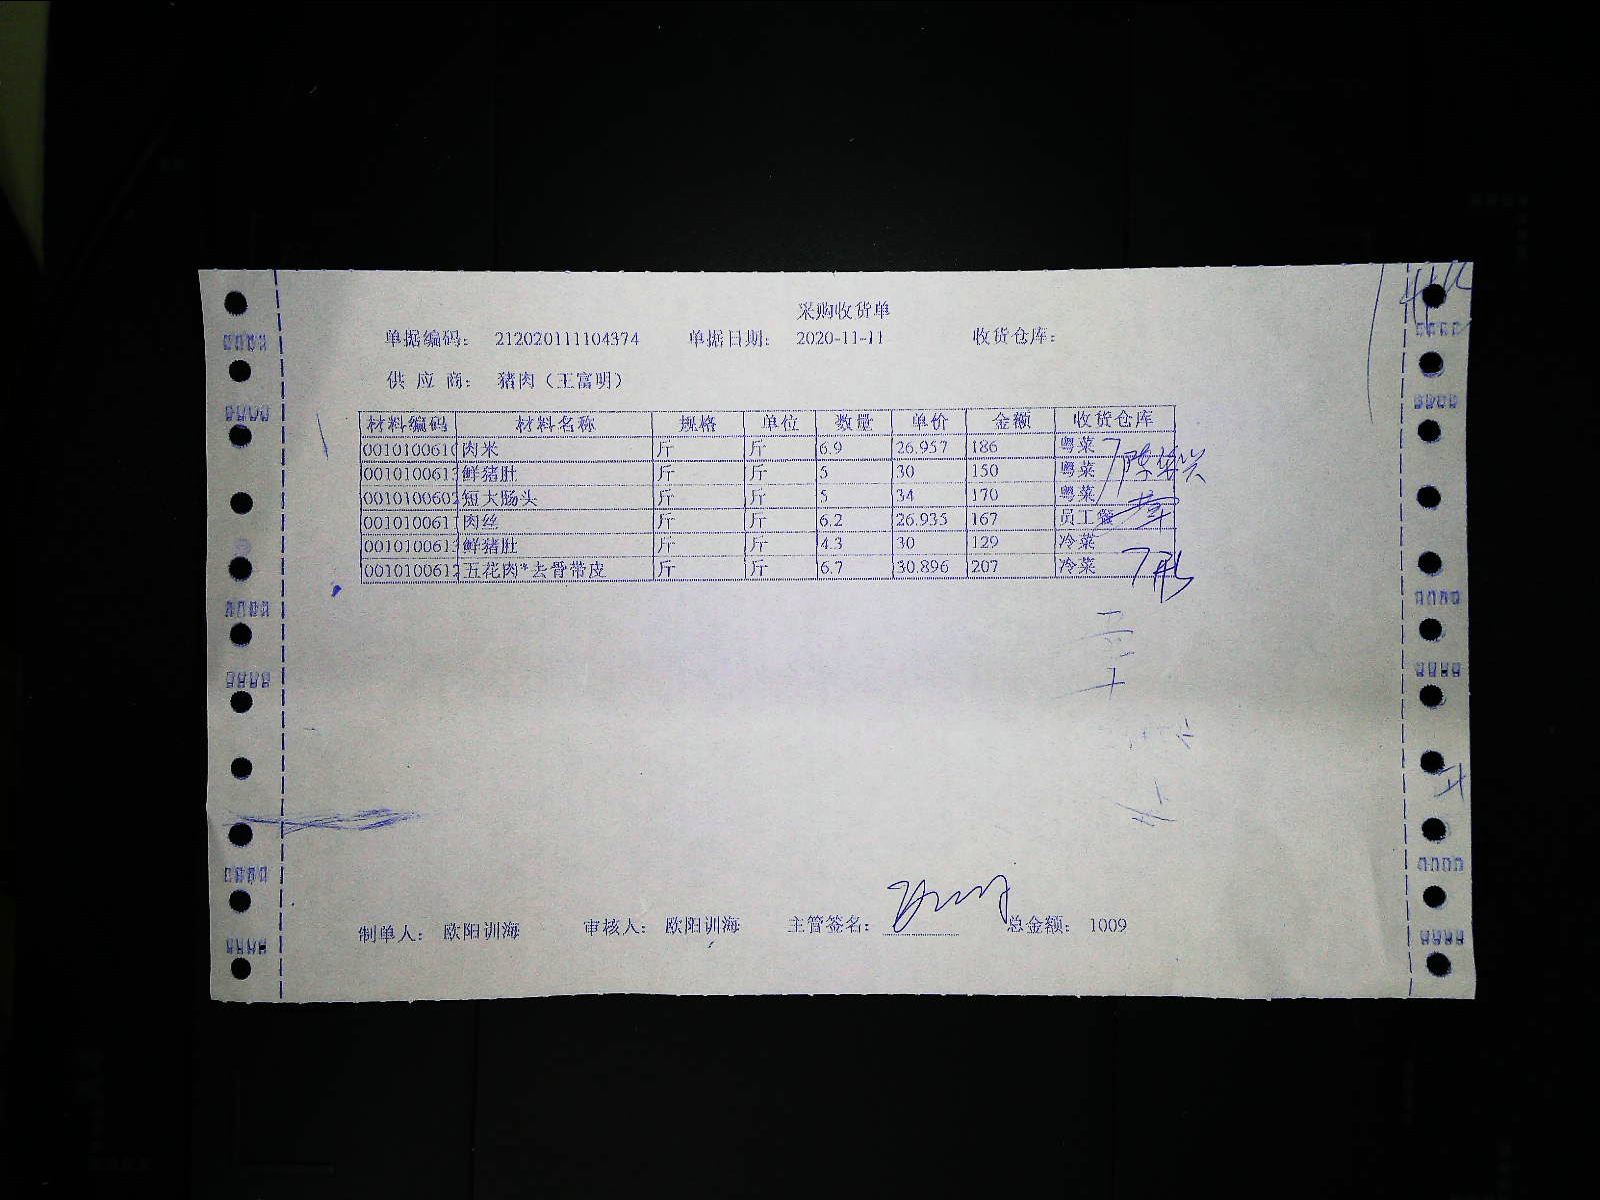 采购收货单
单据编码: 212020111104374 单据日期: 2020-11-11 收货仓库:
供 应 商: 猪肉（王富明）
材料编码 材料名称 规格 单位 数量 单价 金额 收货仓库
0010100610 肉米 斤 斤 6.9 26.957 186 粤菜
001010061 鲜猪肚 斤 斤 5 30 150 粤菜
001010060 短大肠头 斤 斤 5 34 170 粤菜
001010061 肉丝 斤 斤 6.2 26.935 167 员工餐
001010061 鲜猪肚 斤 斤 4.3 30 129 冷菜
001010061 五花肉*去骨带皮 斤 斤 6.7 30.896 207 冷菜
制单人: 欧阳训海 审核人: 欧阳训海 主管签名: 总金额: 1009